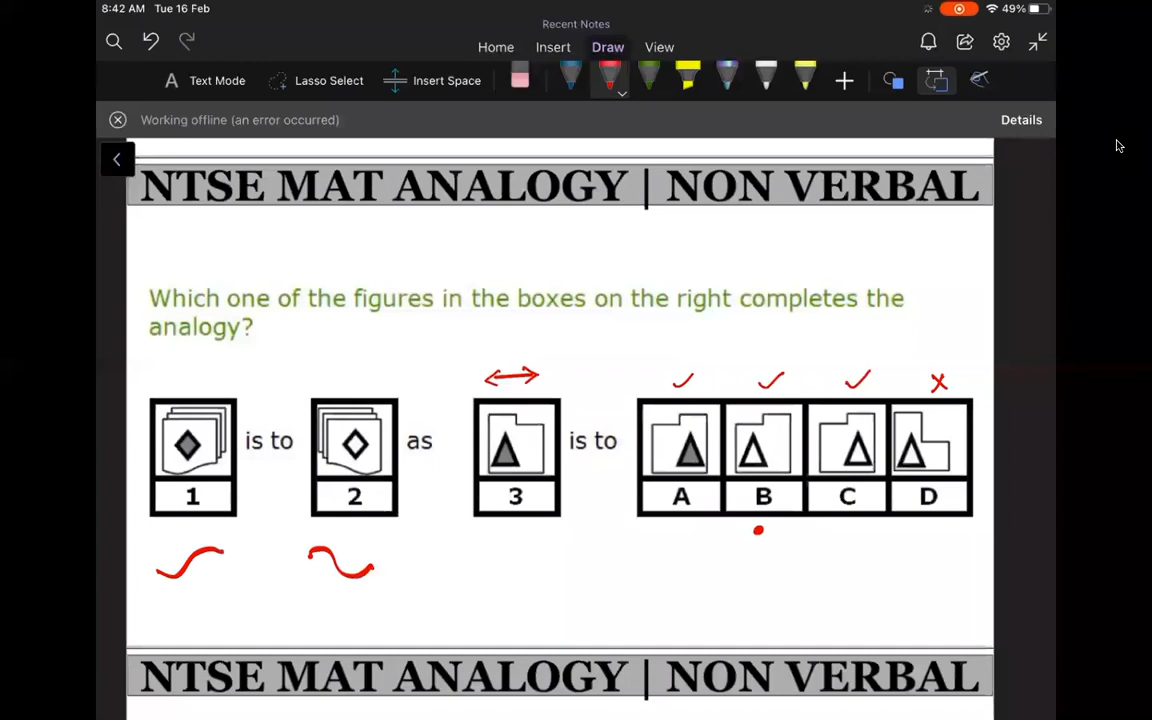 8:42 AM Tue 16 Feb
49%
Recent Notes
Home Insert Draw View
A Text Mode Lasso Select Insert Space
Working offline (an error occurred) Details
NTSE MAT ANALOGY | NON VERBAL
Which one of the figures in the boxes on the right completes the
analogy?
is to as is to
1 2 3 A B C D
NTSE MAT ANALOGY | NON VERBAL